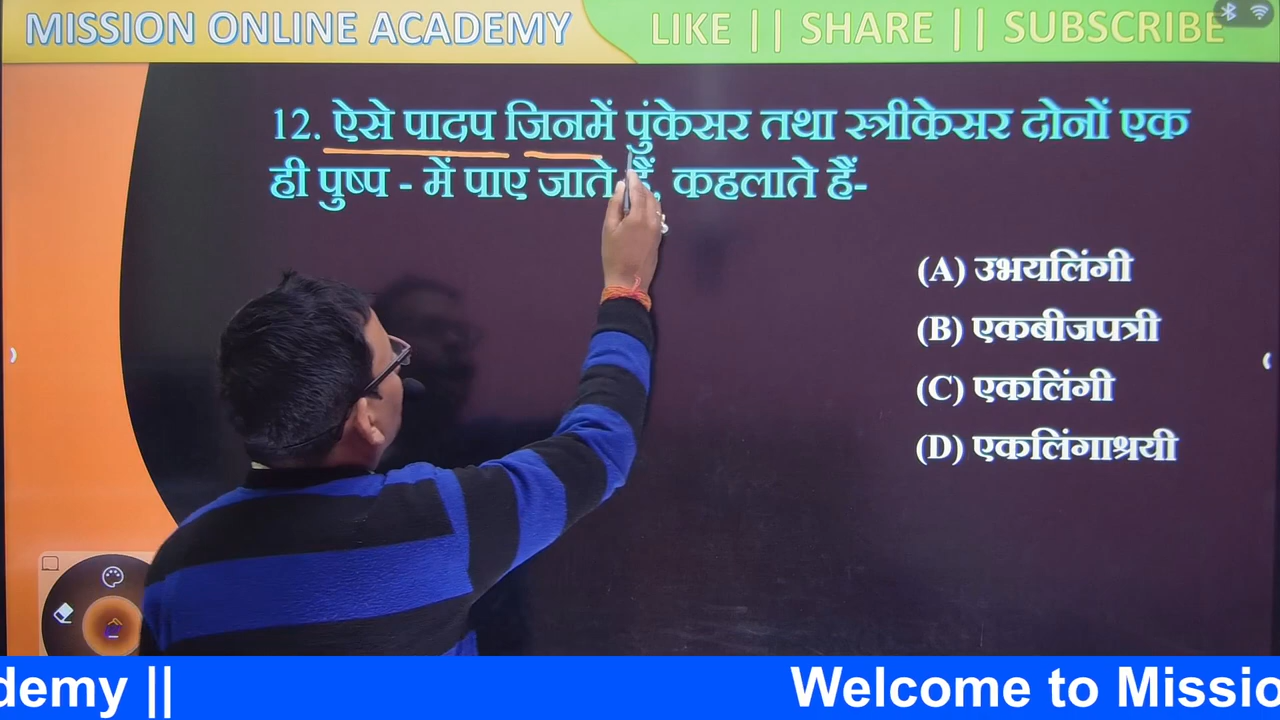 MISSION ONLINE ACADEMY
LIKE || SHARE || SUBSCRIBE
12. ऐसे पादप जिनमें पुंकेसर तथा स्त्रीकेसर दोनों एक
ही पुष्प - में पाए जाते हैं, कहलाते हैं-
(A) उभयलिंगी
(B) एकबीजपत्री
(C) एकलिंगी
(D) एकलिंगाश्रयी
demy ||
Welcome to Missio